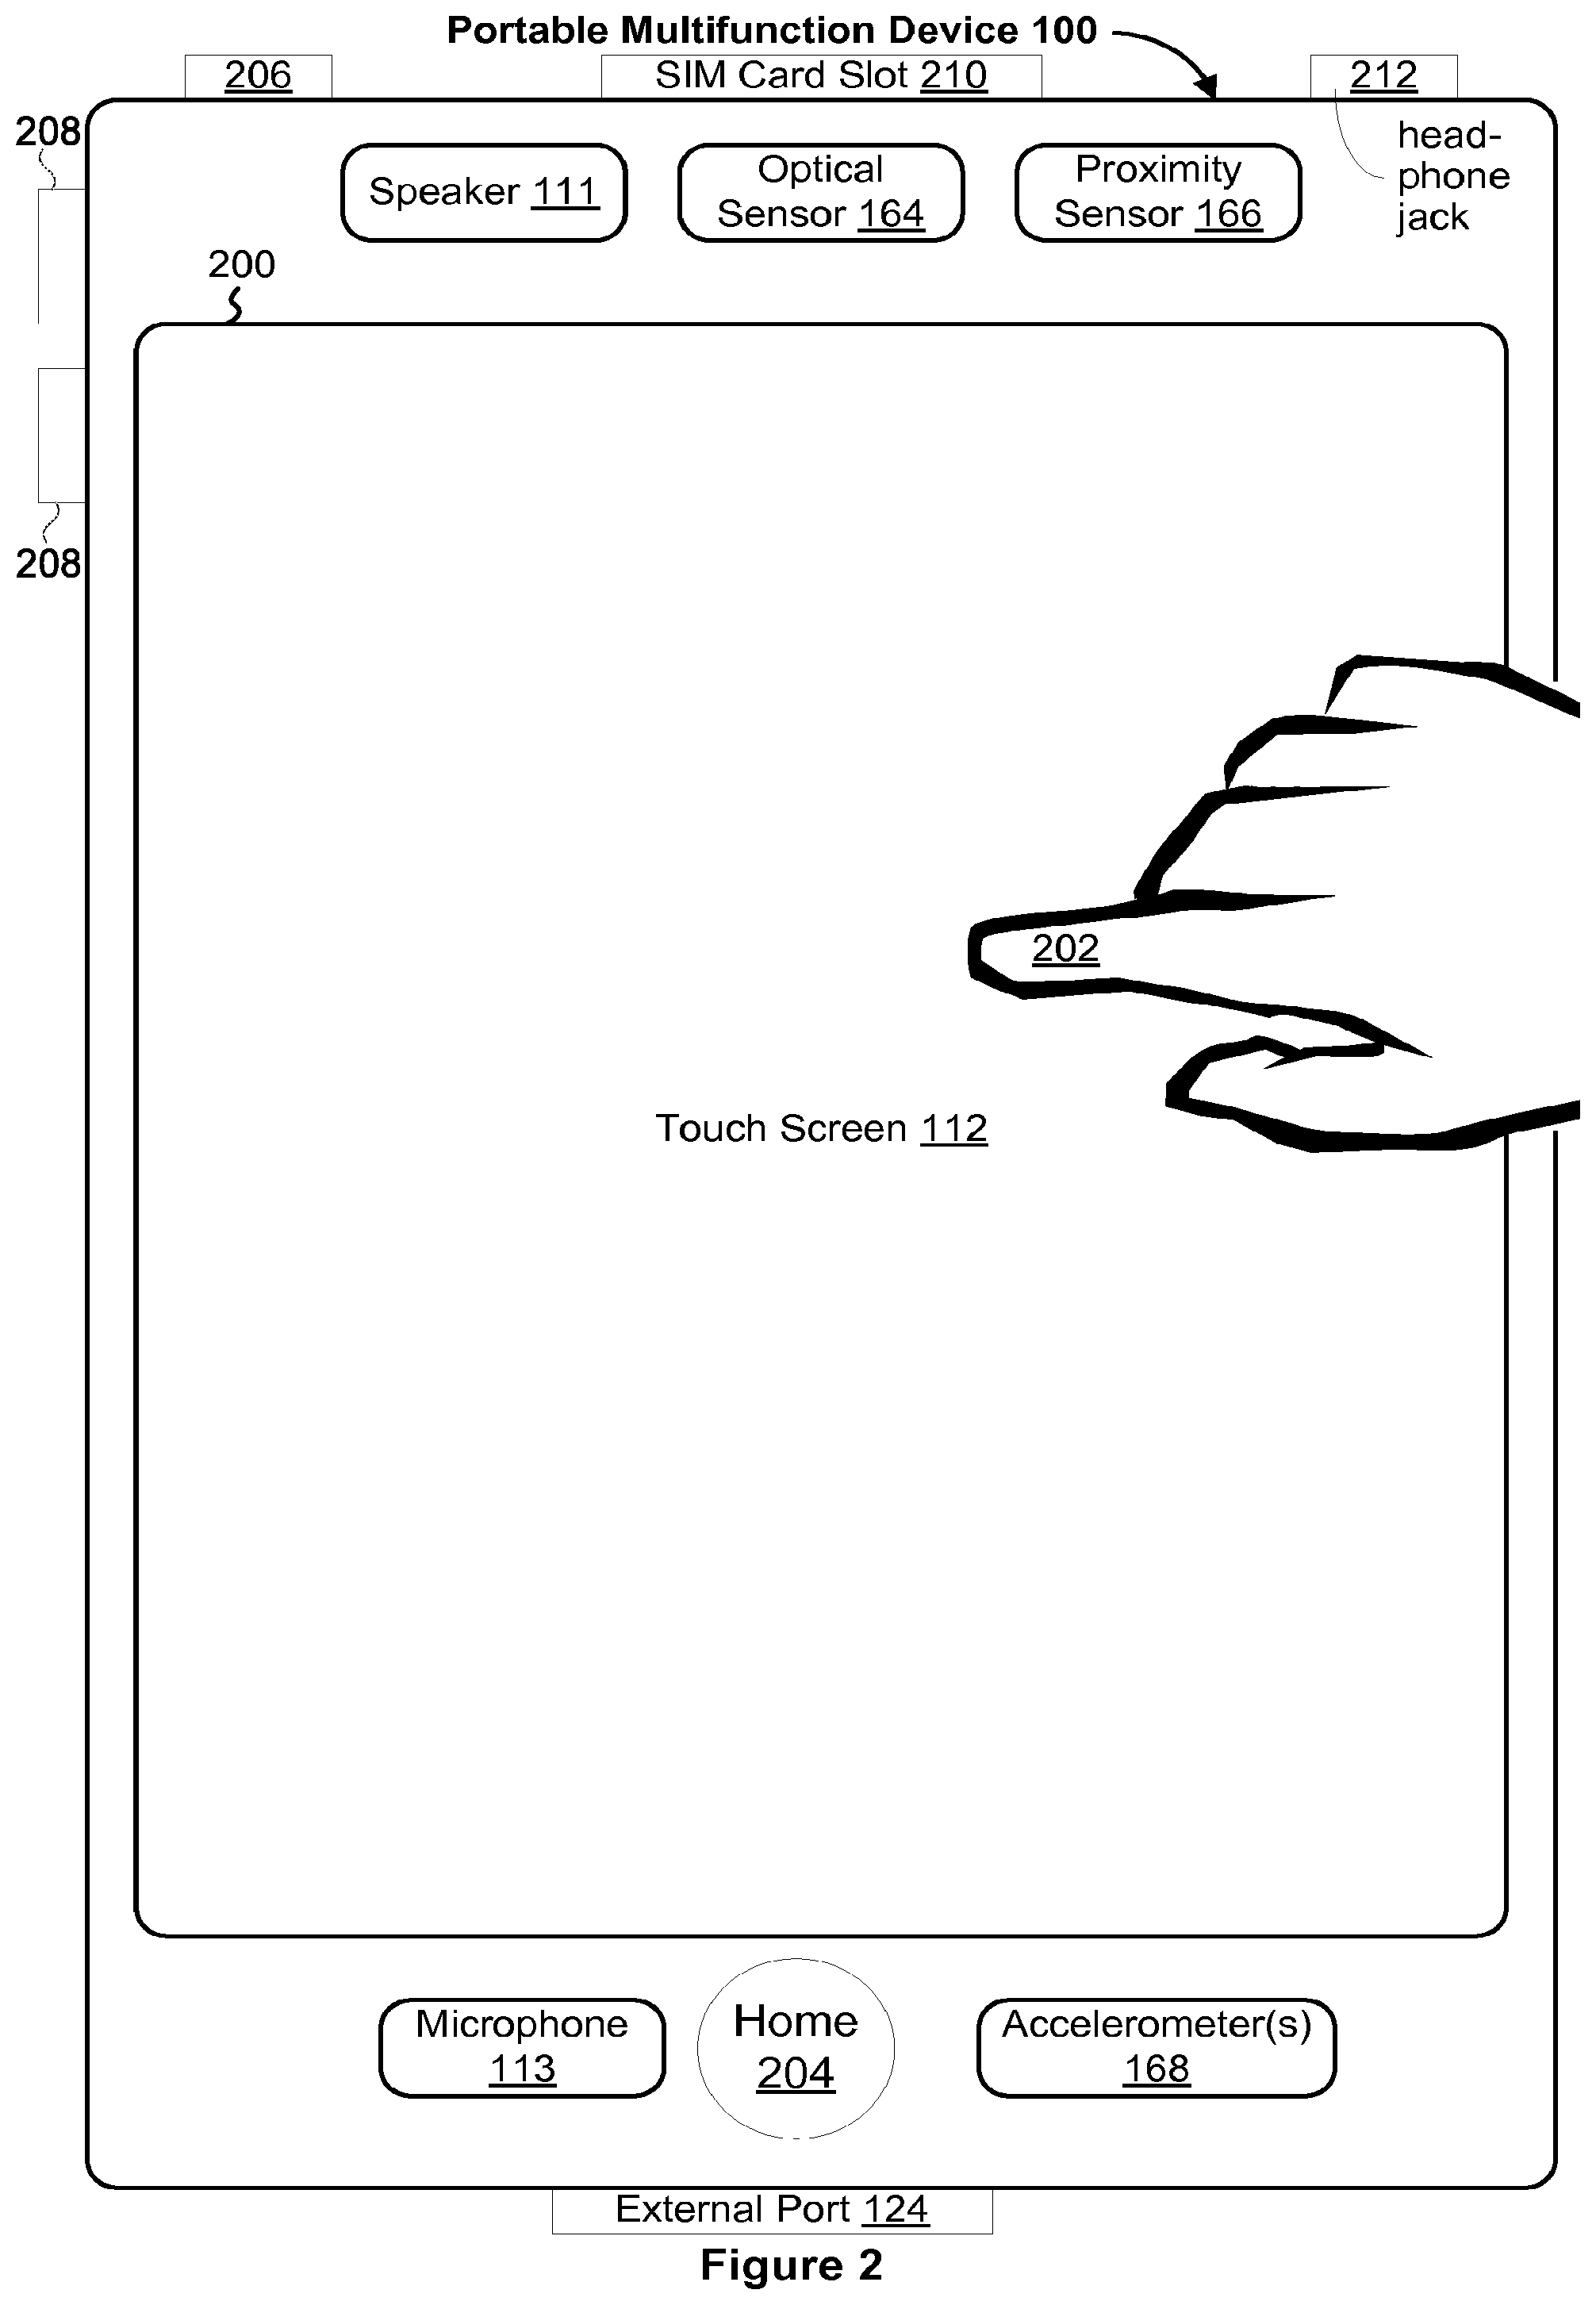 Portable Multifunction Device 100
206
SIM Card Slot 210
212
208
head-
phone
jack
Speaker 111
Optical
Sensor 164
Proximity
Sensor 166
200
208
202
Touch Screen 112
Microphone
113
Home
204
Accelerometer(s)
168
External Port 124
Figure 2